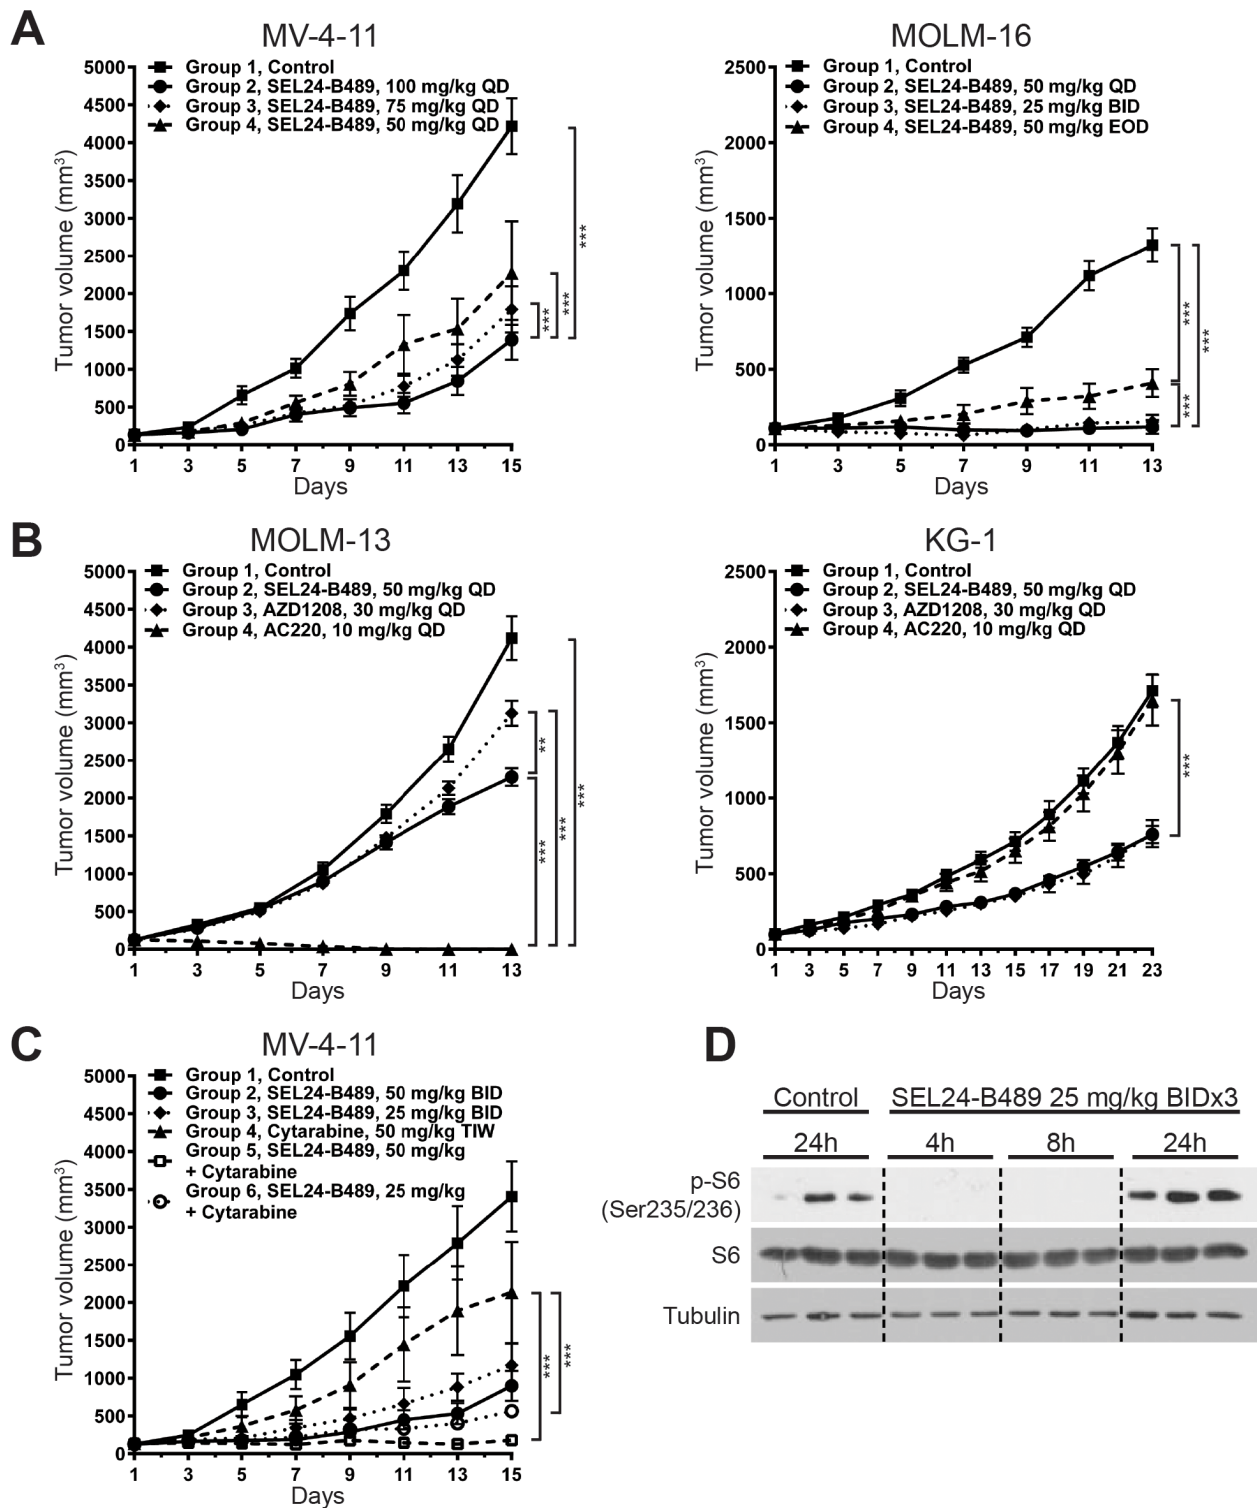 A
MV-4-11
Group 1, Control
Group 2, SEL24-B489, 100 mg/kg QD
Group 3, SEL24-B489, 75 mg/kg QD
Group 4, SEL24-B489, 50 mg/kg QD
Tumor volume (mm³)
5000
4500
4000
3500
3000
2500
2000
1500
1000
500
0
1 3 5 7 9 11 13 15
Days
***
***
***
MOLM-16
Group 1, Control
Group 2, SEL24-B489, 50 mg/kg QD
Group 3, SEL24-B489, 25 mg/kg BID
Group 4, SEL24-B489, 50 mg/kg EOD
Tumor volume (mm³)
2500
2000
1500
1000
500
0
1 3 5 7 9 11 13
Days
***
***
***
B
MOLM-13
Group 1, Control
Group 2, SEL24-B489, 50 mg/kg QD
Group 3, AZD1208, 30 mg/kg QD
Group 4, AC220, 10 mg/kg QD
Tumor volume (mm³)
5000
4500
4000
3500
3000
2500
2000
1500
1000
500
0
1 3 5 7 9 11 13
Days
**
***
***
***
KG-1
Group 1, Control
Group 2, SEL24-B489, 50 mg/kg QD
Group 3, AZD1208, 30 mg/kg QD
Group 4, AC220, 10 mg/kg QD
Tumor volume (mm³)
2500
2000
1500
1000
500
0
1 3 5 7 9 11 13 15 17 19 21 23
Days
***
C
MV-4-11
Group 1, Control
Group 2, SEL24-B489, 50 mg/kg BID
Group 3, SEL24-B489, 25 mg/kg BID
Group 4, Cytarabine, 50 mg/kg TIW
Group 5, SEL24-B489, 50 mg/kg
+ Cytarabine
Group 6, SEL24-B489, 25 mg/kg
+ Cytarabine
Tumor volume (mm³)
5000
4500
4000
3500
3000
2500
2000
1500
1000
500
0
1 3 5 7 9 11 13 15
Days
***
***
D
Control SEL24-B489 25 mg/kg BIDx3
24h 4h 8h 24h
p-S6
(Ser235/236)
S6
Tubulin